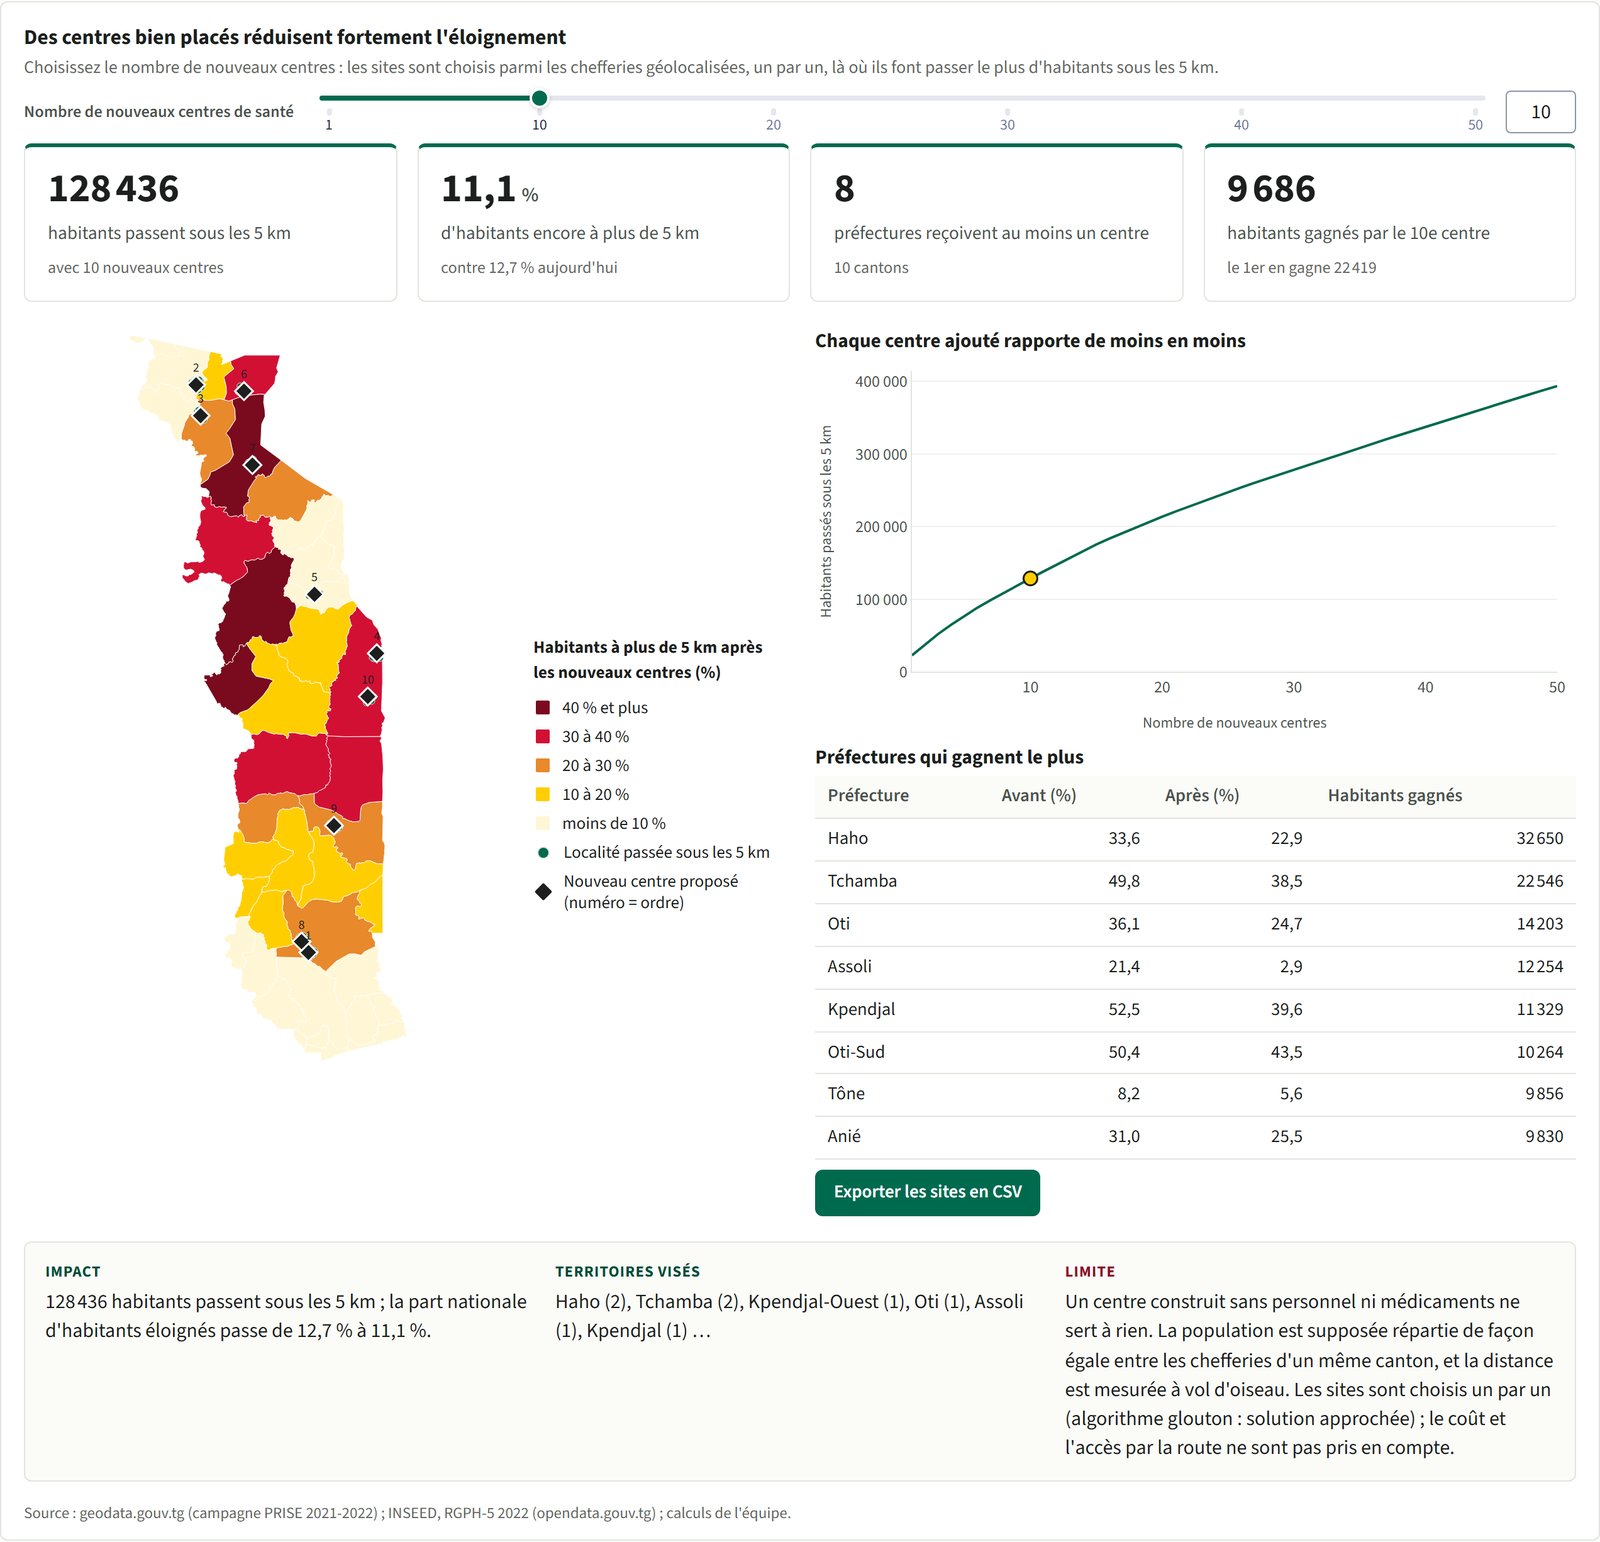 Des centres bien placés réduisent fortement l'éloignement
Choisissez le nombre de nouveaux centres : les sites sont choisis parmi les chefferies géolocalisées, un par un, là où ils font passer le plus d'habitants sous les 5 km.
Nombre de nouveaux centres de santé
1 10 20 30 40 50
10
128 436
habitants passent sous les 5 km
avec 10 nouveaux centres
11,1 %
d'habitants encore à plus de 5 km
contre 12,7 % aujourd'hui
8
préfectures reçoivent au moins un centre
10 cantons
9 686
habitants gagnés par le 10e centre
le 1er en gagne 22 419
2
6
3
5
4
10
9
8
1
Habitants à plus de 5 km après
les nouveaux centres (%)
40 % et plus
30 à 40 %
20 à 30 %
10 à 20 %
moins de 10 %
Localité passée sous les 5 km
Nouveau centre proposé
(numéro = ordre)
Chaque centre ajouté rapporte de moins en moins
Habitants passés sous les 5 km
400 000
300 000
200 000
100 000
0
10 20 30 40 50
Nombre de nouveaux centres
Préfectures qui gagnent le plus
Préfecture Avant (%) Après (%) Habitants gagnés
Haho 33,6 22,9 32 650
Tchamba 49,8 38,5 22 546
Oti 36,1 24,7 14 203
Assoli 21,4 2,9 12 254
Kpendjal 52,5 39,6 11 329
Oti-Sud 50,4 43,5 10 264
Tône 8,2 5,6 9 856
Anié 31,0 25,5 9 830
Exporter les sites en CSV
IMPACT
128 436 habitants passent sous les 5 km ; la part nationale
d'habitants éloignés passe de 12,7 % à 11,1 %.
TERRITOIRES VISÉS
Haho (2), Tchamba (2), Kpendjal-Ouest (1), Oti (1), Assoli
(1), Kpendjal (1) …
LIMITE
Un centre construit sans personnel ni médicaments ne
sert à rien. La population est supposée répartie de façon
égale entre les chefferies d'un même canton, et la distance
est mesurée à vol d'oiseau. Les sites sont choisis un par un
(algorithme glouton : solution approchée) ; le coût et
l'accès par la route ne sont pas pris en compte.
Source : geodata.gouv.tg (campagne PRISE 2021-2022) ; INSEED, RGPH-5 2022 (opendata.gouv.tg) ; calculs de l'équipe.